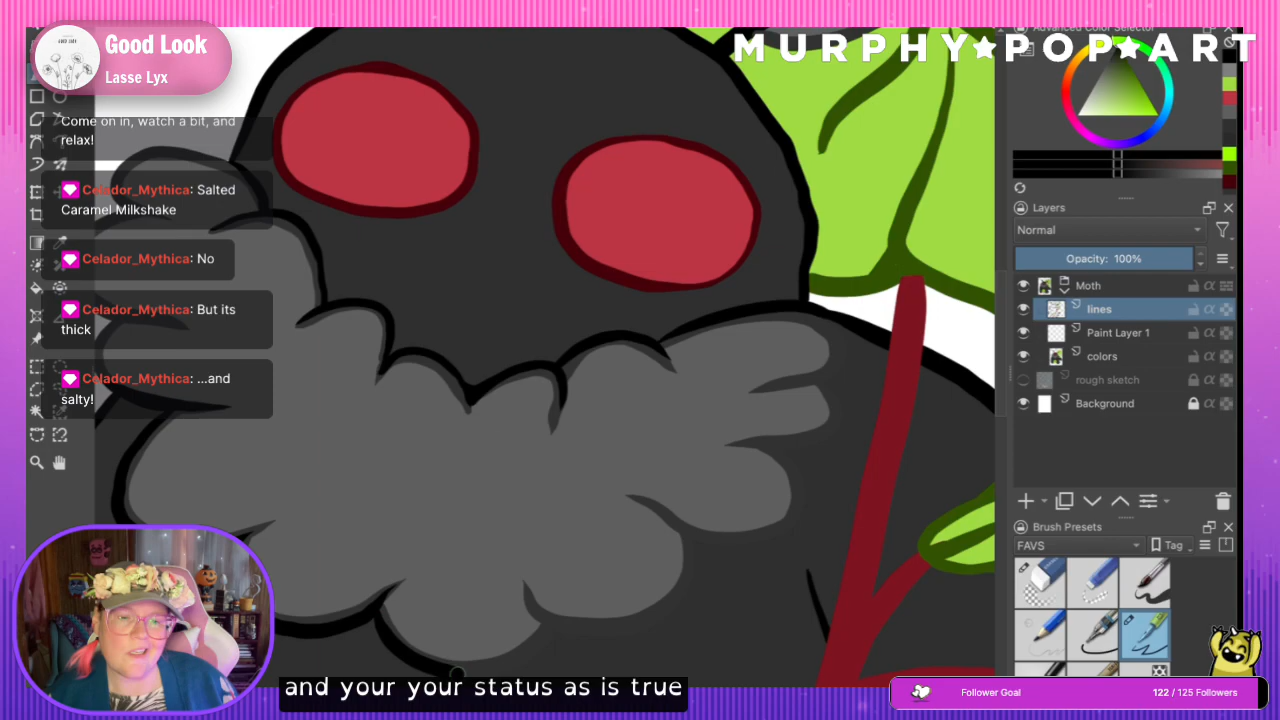 Good Look
Lasse Lyx
MURPHY★POP★ART
Advanced Color Selector
Come on in, watch a bit, and
relax!
Celador_Mythica: Salted
Caramel Milkshake
Celador_Mythica: No
Celador_Mythica: But its
thick
Celador_Mythica: ...and
salty!
Layers
Normal
Opacity: 100%
Moth
lines
Paint Layer 1
colors
rough sketch
Background
Brush Presets
FAVS
Tag
and your your status as is true
Follower Goal
122 / 125 Followers